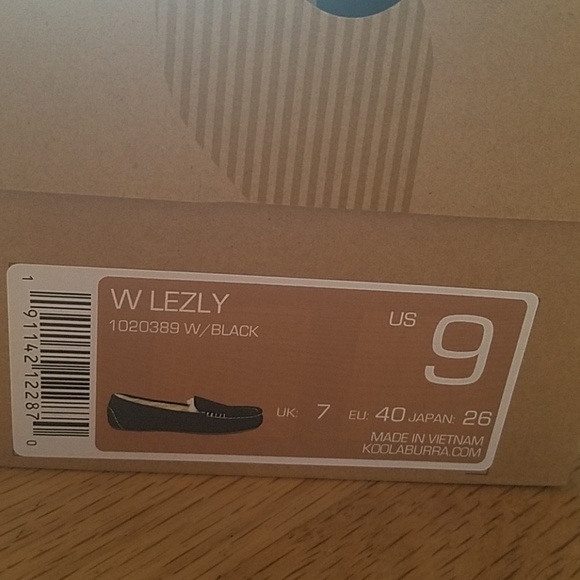 W LEZLY
1020389 W/BLACK
US 9
UK: 7 EU: 40 JAPAN: 26
MADE IN VIETNAM
KOOLABURRA.COM
1 91142 12287 0